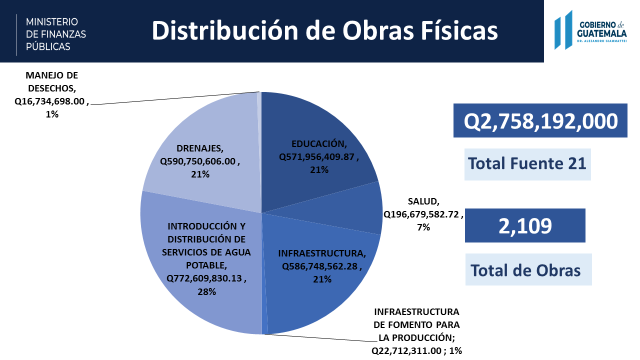 MINISTERIO
DE FINANZAS
PÚBLICAS
Distribución de Obras Físicas
GOBIERNO de
GUATEMALA
DR. ALEJANDRO GIAMMATTEI
MANEJO DE
DESECHOS,
Q16,734,698.00 ,
1%
DRENAJES,
Q590,750,606.00 ,
21%
EDUCACIÓN,
Q571,956,409.87 ,
21%
SALUD,
Q196,679,582.72 ,
7%
INTRODUCCIÓN Y
DISTRIBUCIÓN DE
SERVICIOS DE AGUA
POTABLE,
Q772,609,830.13 ,
28%
INFRAESTRUCTURA,
Q586,748,562.28 ,
21%
INFRAESTRUCTURA
DE FOMENTO PARA
LA PRODUCCIÓN;
Q22,712,311.00 ; 1%
Q2,758,192,000
Total Fuente 21
2,109
Total de Obras